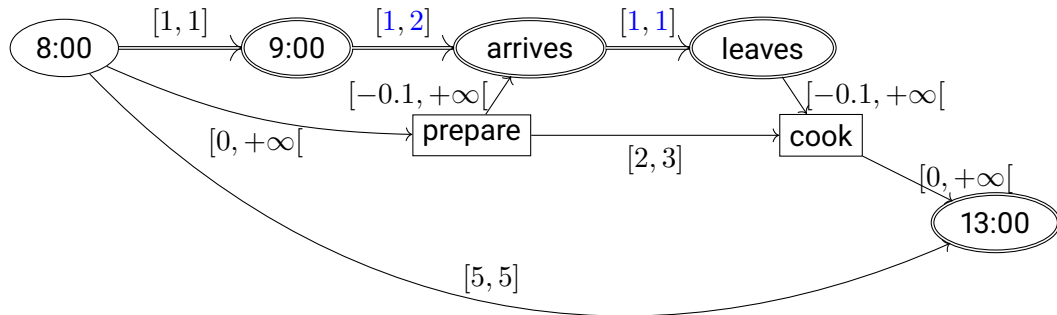 [1, 1] [1, 2] [1, 1]
8:00 9:00 arrives leaves
[−0.1, +∞[ [−0.1, +∞[
[0, +∞[ prepare cook
[2, 3]
[0, +∞[
13:00
[5, 5]